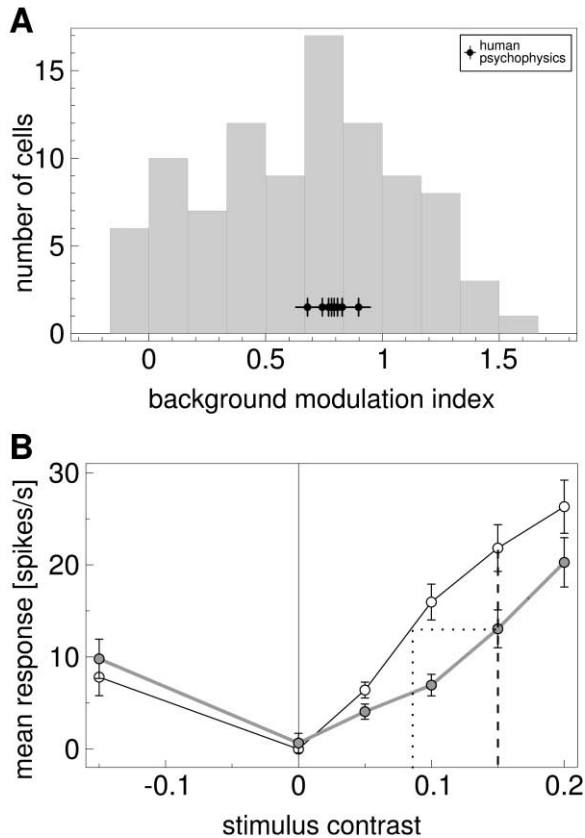 A
human
psychophysics
15
10
5
0
number of cells
0 0.5 1 1.5
background modulation index
B
30
20
10
0
mean response [spikes/s]
-0.1 0 0.1 0.2
stimulus contrast